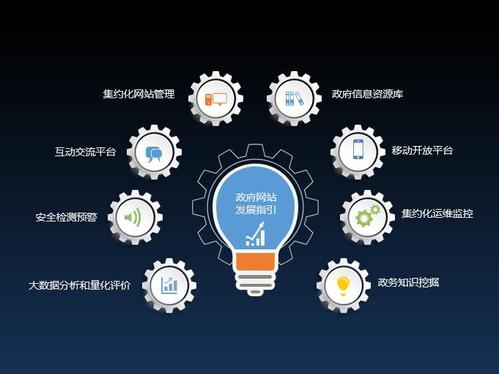 集约化网站管理
政府信息资源库
互动交流平台
移动开放平台
政府网站
发展指引
安全检测预警
集约化运维监控
大数据分析和量化评价
政务知识挖掘